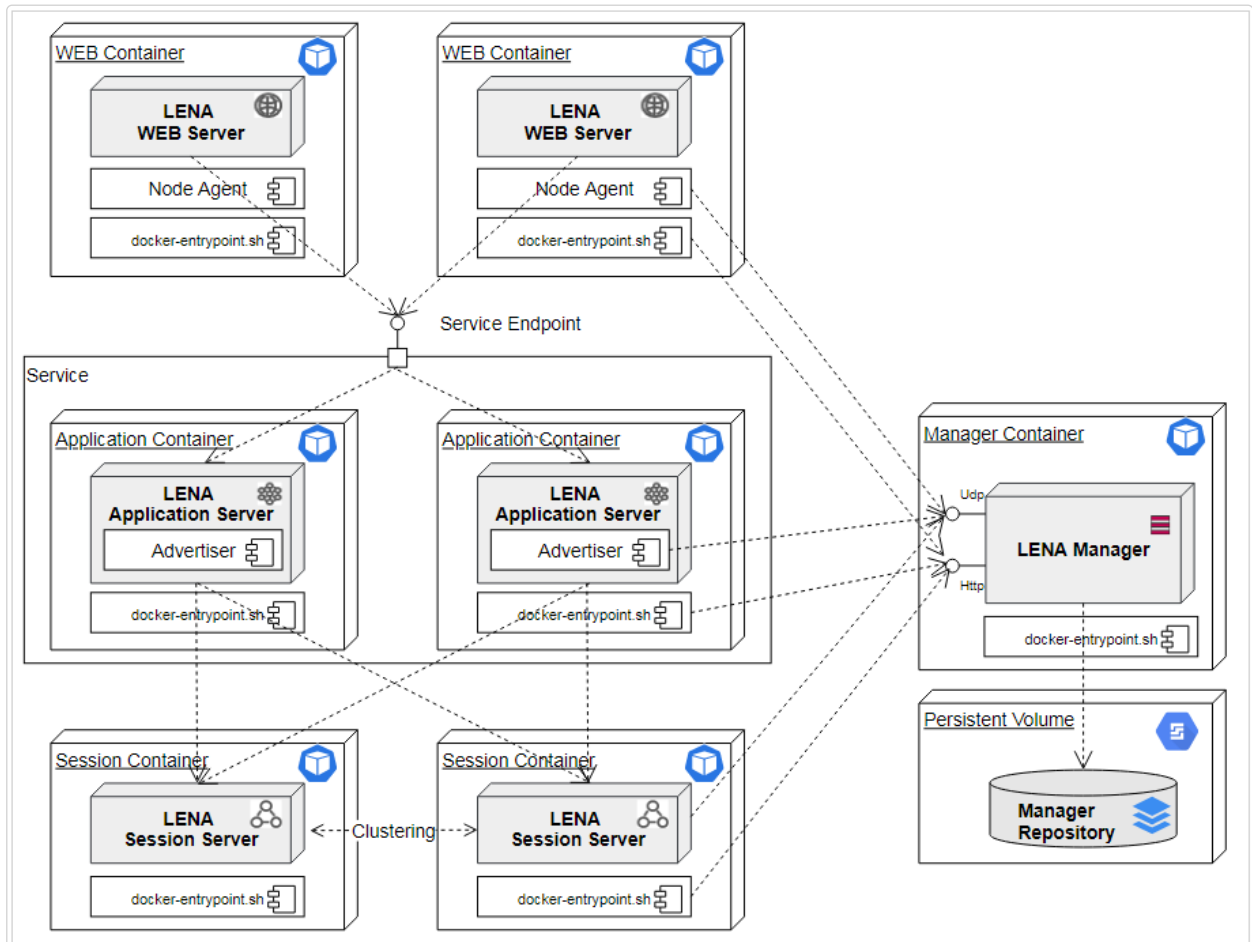 WEB Container
LENA
WEB Server
Node Agent
docker-entrypoint.sh
WEB Container
LENA
WEB Server
Node Agent
docker-entrypoint.sh
Service Endpoint
Service
Application Container
LENA
Application Server
Advertiser
docker-entrypoint.sh
Application Container
LENA
Application Server
Advertiser
docker-entrypoint.sh
Manager Container
Udp
Http
LENA Manager
docker-entrypoint.sh
Persistent Volume
Manager
Repository
Session Container
LENA
Session Server
docker-entrypoint.sh
Clustering
Session Container
LENA
Session Server
docker-entrypoint.sh